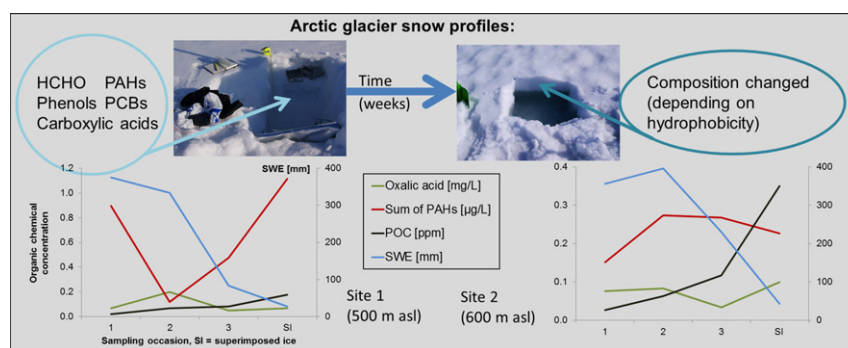 Arctic glacier snow profiles:
HCHO PAHs
Phenols PCBs
Carboxylic acids
Time
(weeks)
Composition changed
(depending on
hydrophobicity)
1.2
1.0
0.8
0.6
0.4
0.2
0.0
Organic chemical
concentration
SWE [mm]
400
300
200
100
0
1 2 3 SI
Sampling occasion, SI = superimposed ice
Oxalic acid [mg/L]
Sum of PAHs [µg/L]
POC [ppm]
SWE [mm]
Site 1
(500 m asl)
Site 2
(600 m asl)
0.4
0.3
0.2
0.1
0.0
400
300
200
100
0
1 2 3 SI